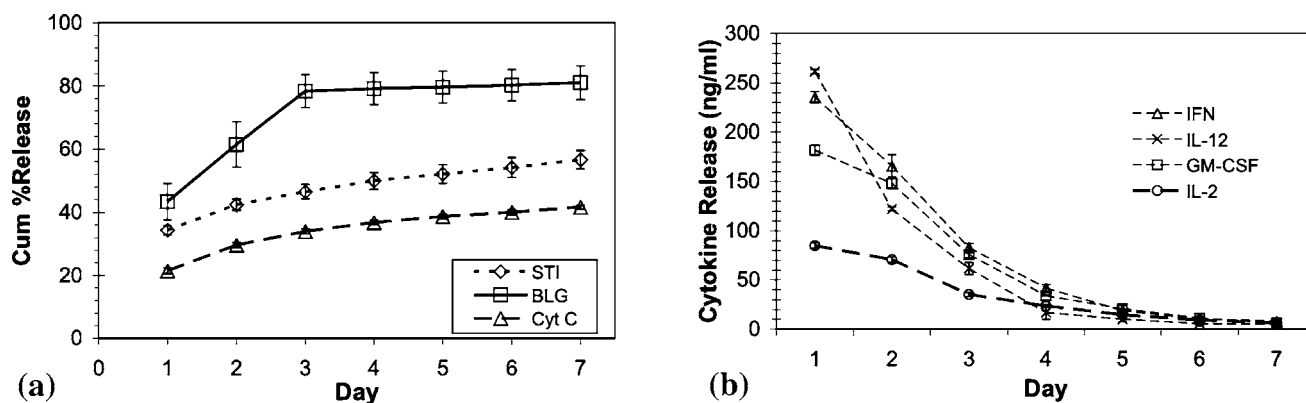 100
80
60
40
20
0
Cum %Release
0 1 2 3 4 5 6 7
Day
STI
BLG
Cyt C
(a)
300
250
200
150
100
50
0
Cytokine Release (ng/ml)
1 2 3 4 5 6 7
Day
IFN
IL-12
GM-CSF
IL-2
(b)